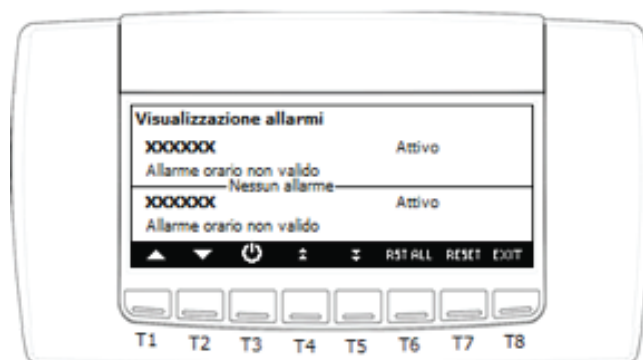 Visualizzazione allarmi
XXXXXX Attivo
Allarme orario non valido
Nessun allarme
XXXXXX Attivo
Allarme orario non valido
RST ALL RESET EXIT
T1 T2 T3 T4 T5 T6 T7 T8